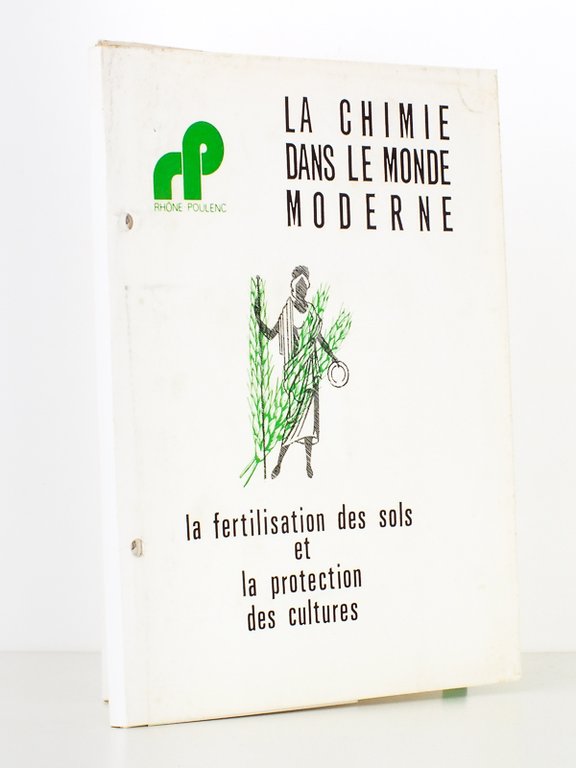 rp
RHÔNE POULENC
LA CHIMIE
DANS LE MONDE
MODERNE
la fertilisation des sols
et
la protection
des cultures